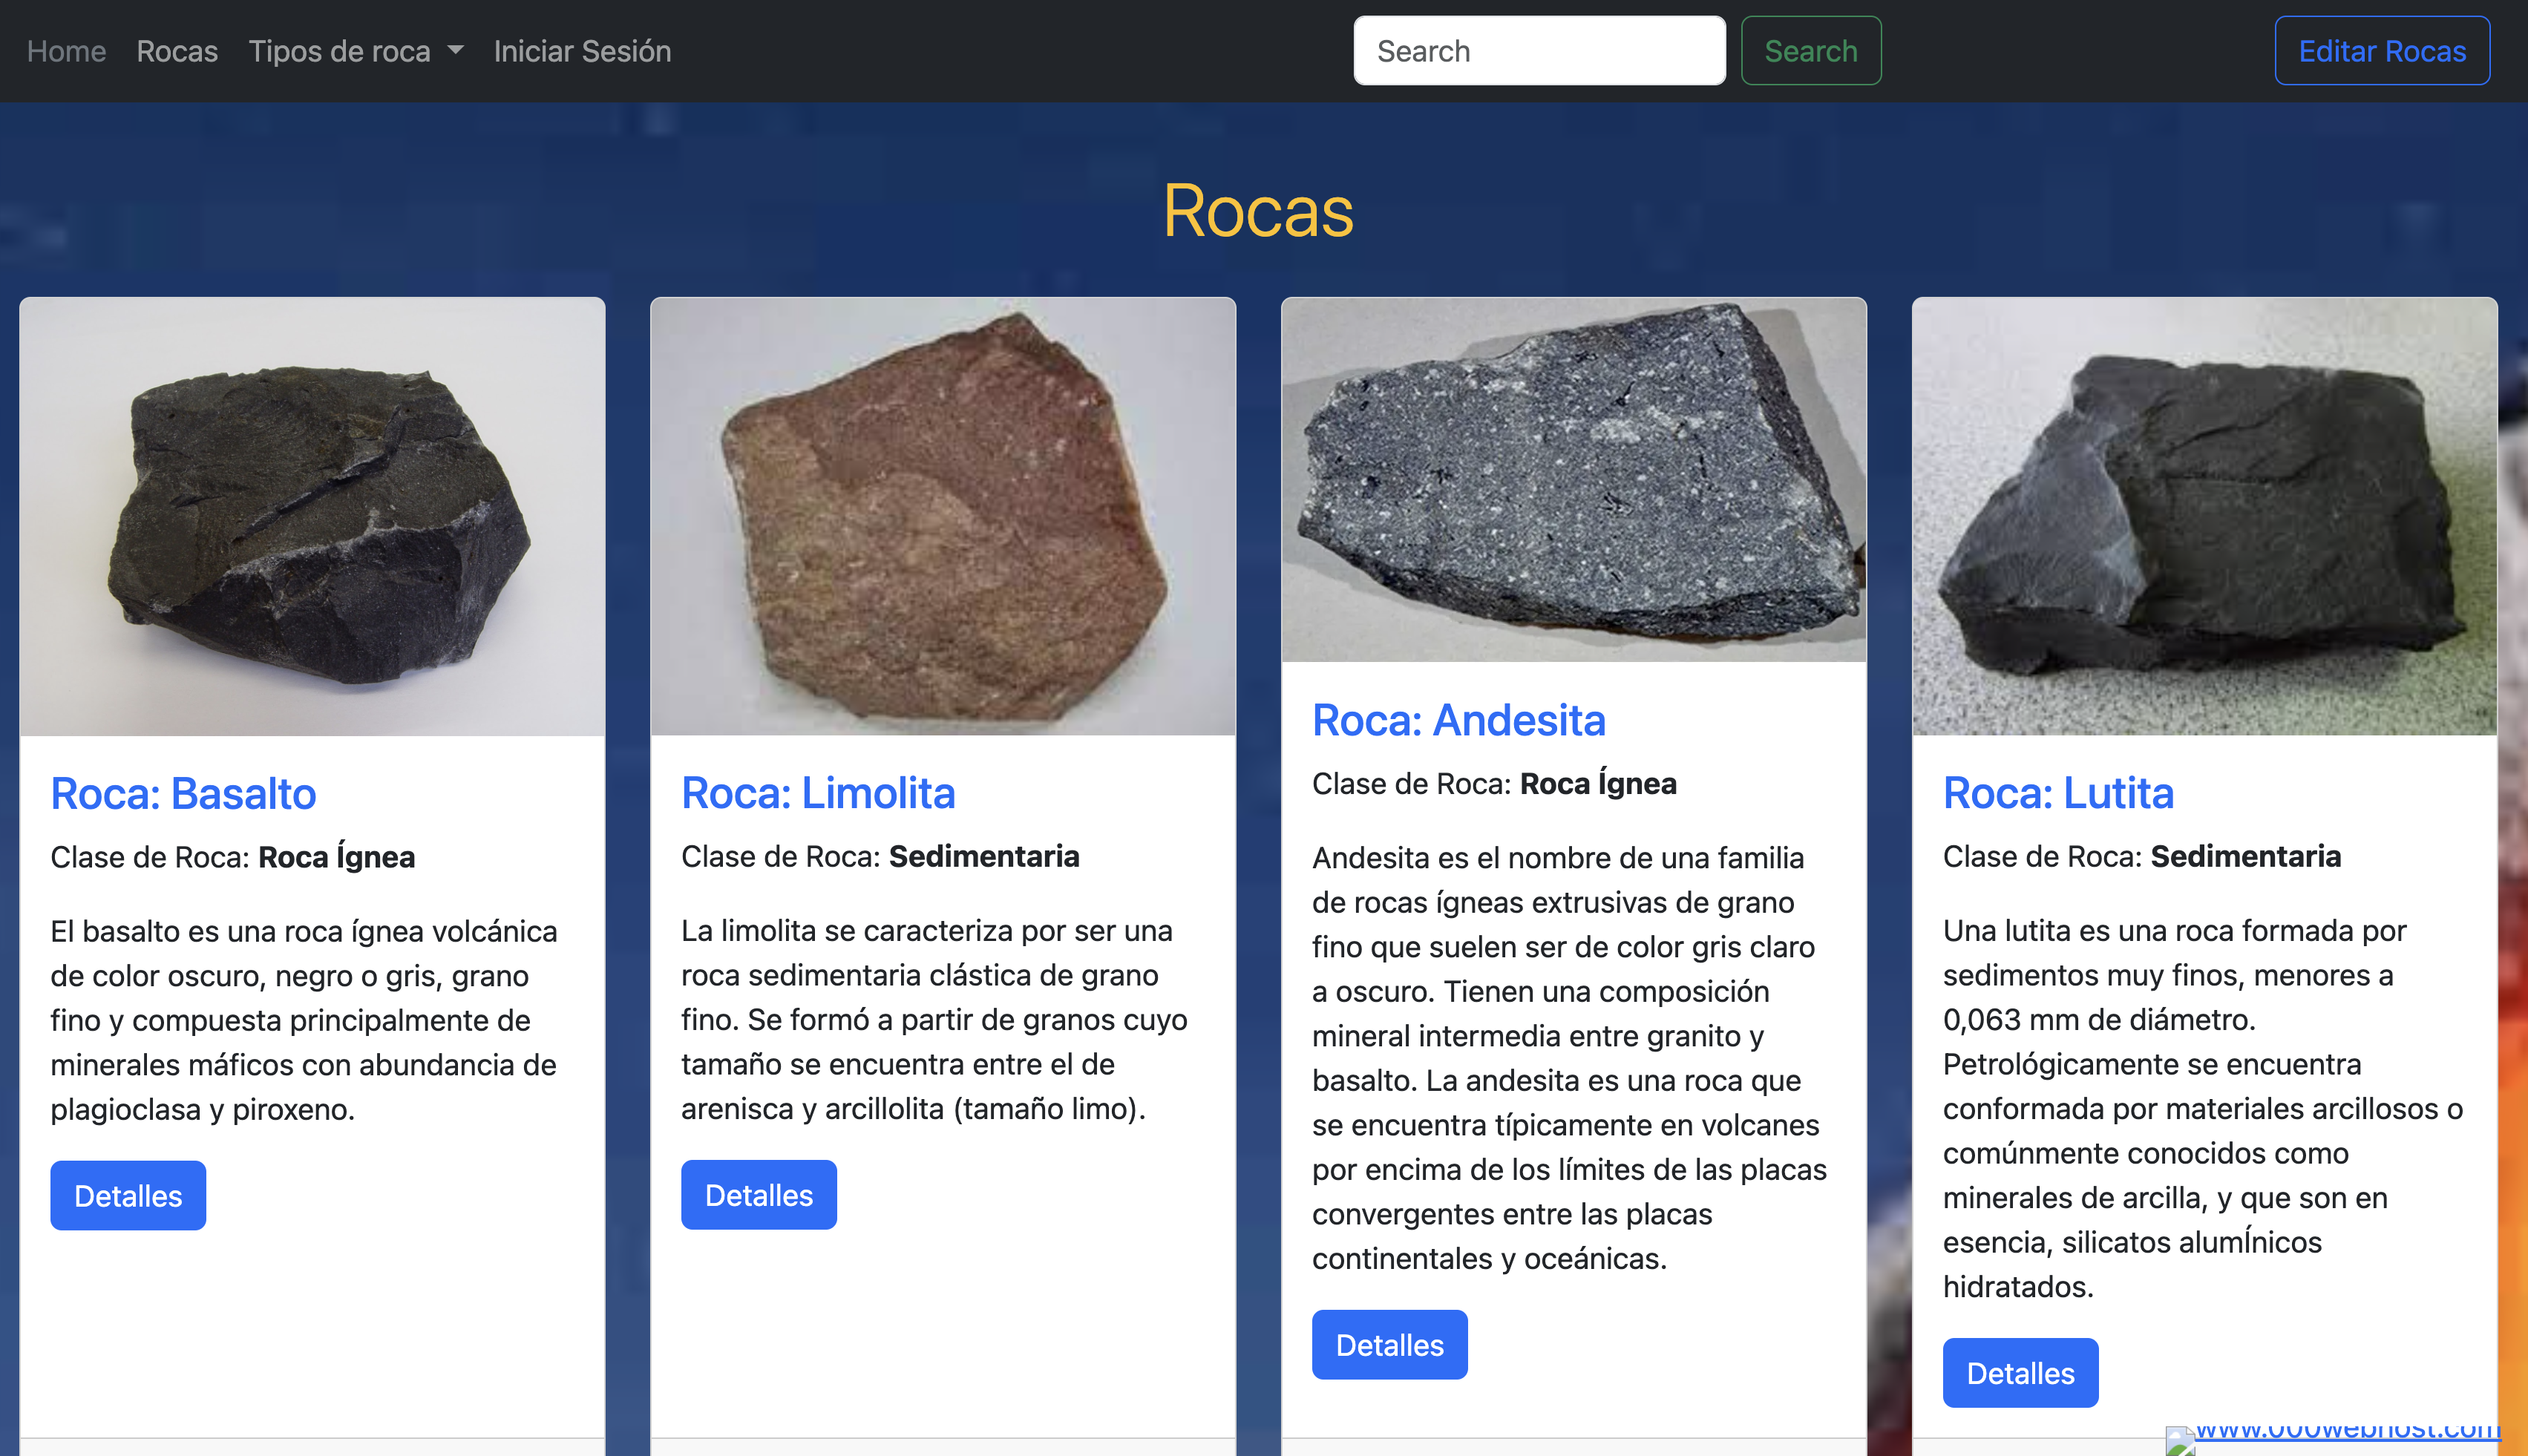 Home Rocas Tipos de roca Iniciar Sesión Search Search Editar Rocas
Rocas
Roca: Basalto
Clase de Roca: Roca Ígnea
El basalto es una roca ígnea volcánica
de color oscuro, negro o gris, grano
fino y compuesta principalmente de
minerales máficos con abundancia de
plagioclasa y piroxeno.
Detalles
Roca: Limolita
Clase de Roca: Sedimentaria
La limolita se caracteriza por ser una
roca sedimentaria clástica de grano
fino. Se formó a partir de granos cuyo
tamaño se encuentra entre el de
arenisca y arcillolita (tamaño limo).
Detalles
Roca: Andesita
Clase de Roca: Roca Ígnea
Andesita es el nombre de una familia
de rocas ígneas extrusivas de grano
fino que suelen ser de color gris claro
a oscuro. Tienen una composición
mineral intermedia entre granito y
basalto. La andesita es una roca que
se encuentra típicamente en volcanes
por encima de los límites de las placas
convergentes entre las placas
continentales y oceánicas.
Detalles
Roca: Lutita
Clase de Roca: Sedimentaria
Una lutita es una roca formada por
sedimentos muy finos, menores a
0,063 mm de diámetro.
Petrológicamente se encuentra
conformada por materiales arcillosos o
comúnmente conocidos como
minerales de arcilla, y que son en
esencia, silicatos alumÍnicos
hidratados.
Detalles
www.000webhost.com